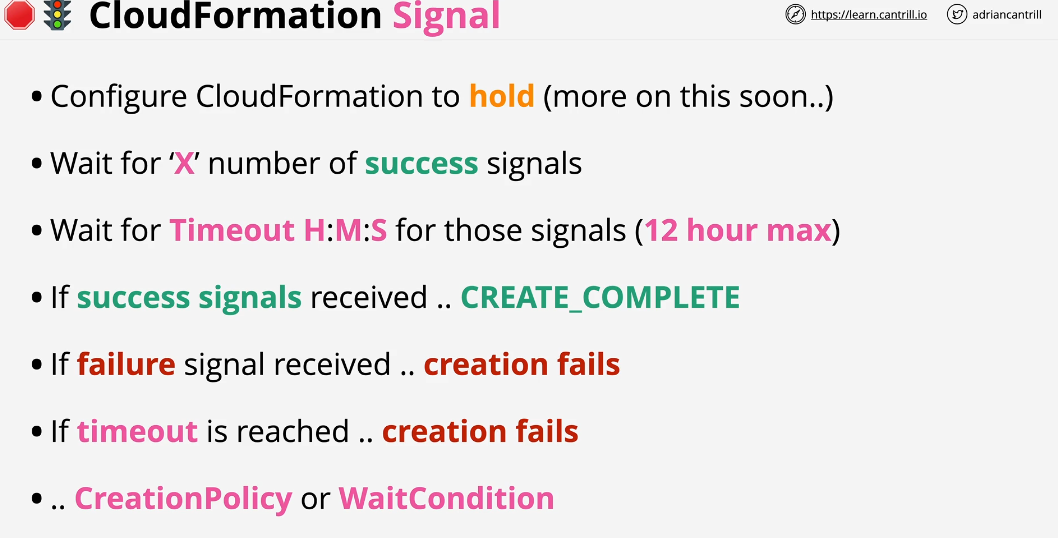 CloudFormation Signal
https://learn.cantrill.io
adriancantrill
• Configure CloudFormation to hold (more on this soon..)
• Wait for ‘X’ number of success signals
• Wait for Timeout H:M:S for those signals (12 hour max)
• If success signals received .. CREATE_COMPLETE
• If failure signal received .. creation fails
• If timeout is reached .. creation fails
• .. CreationPolicy or WaitCondition